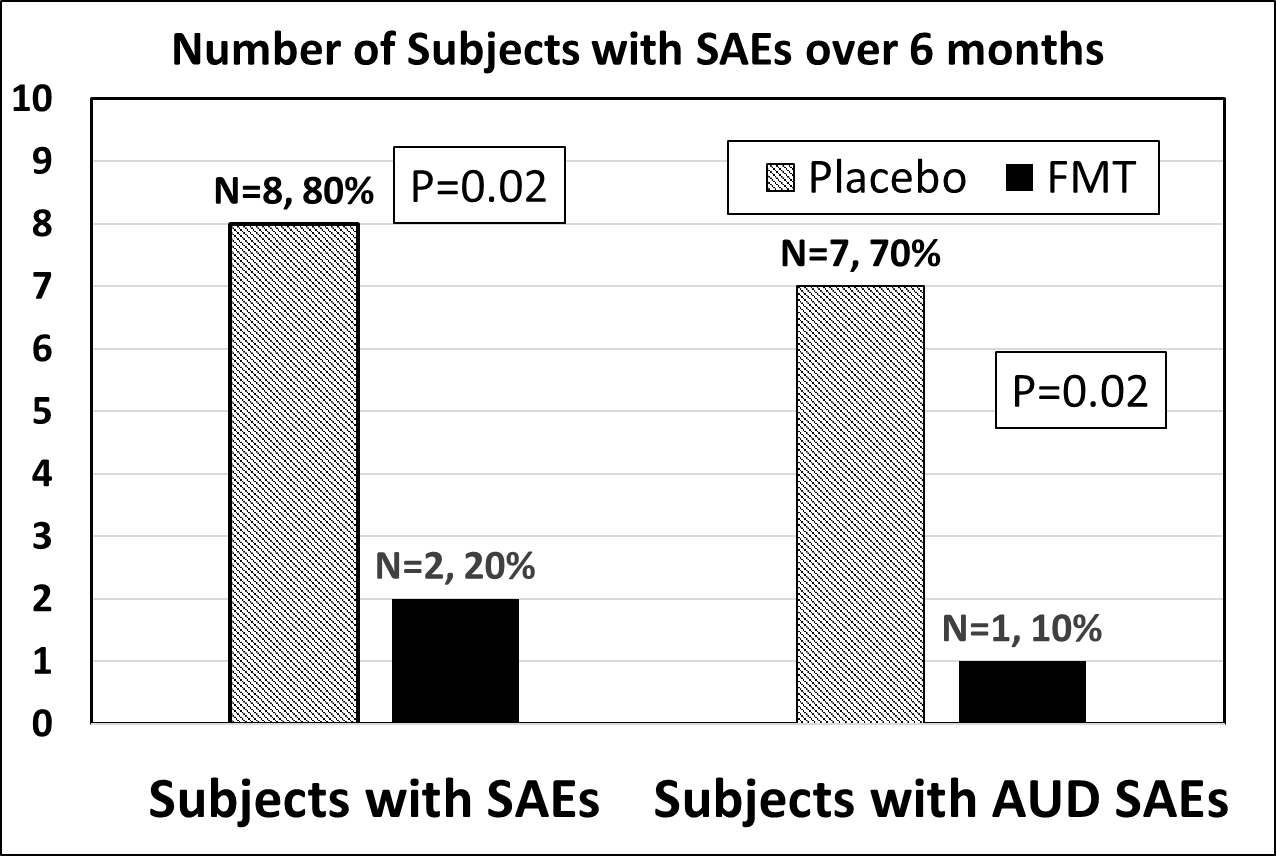 Number of Subjects with SAEs over 6 months
10
9
8
7
6
5
4
3
2
1
0
N=8, 80%
P=0.02
N=2, 20%
Placebo FMT
N=7, 70%
P=0.02
N=1, 10%
Subjects with SAEs
Subjects with AUD SAEs